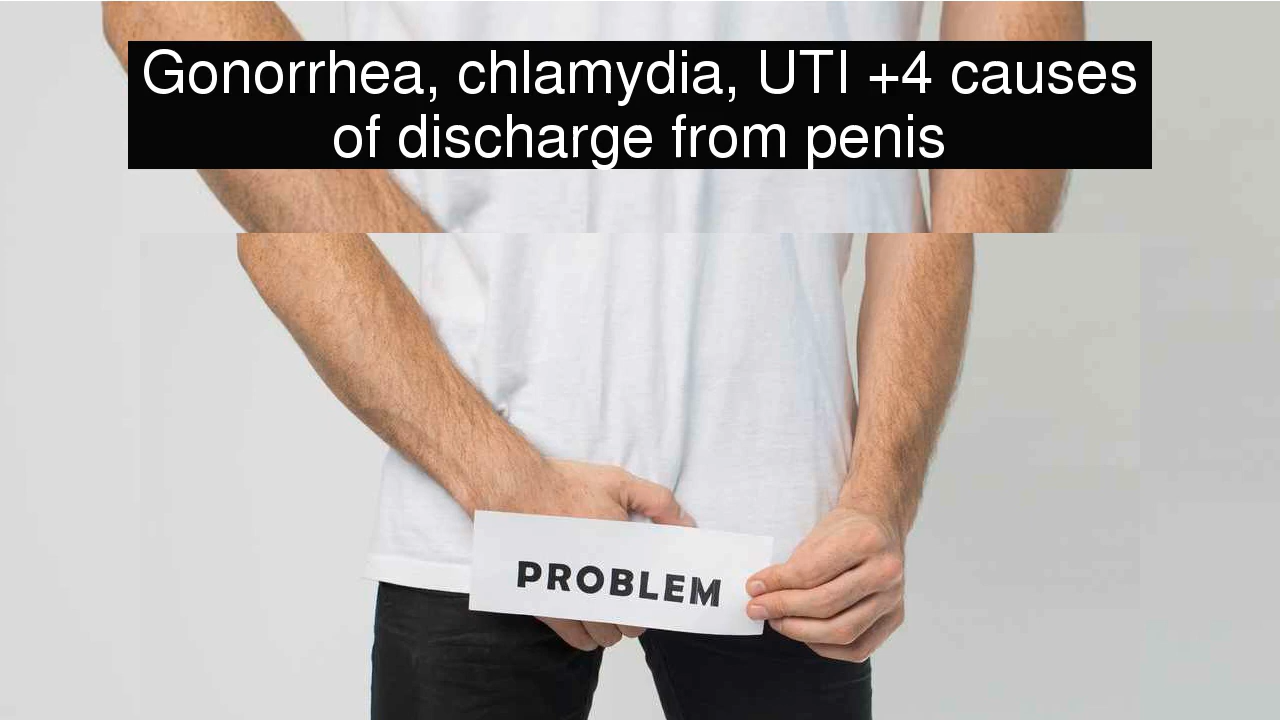 Gonorrhea, chlamydia, UTI +4 causes
of discharge from penis
PROBLEM